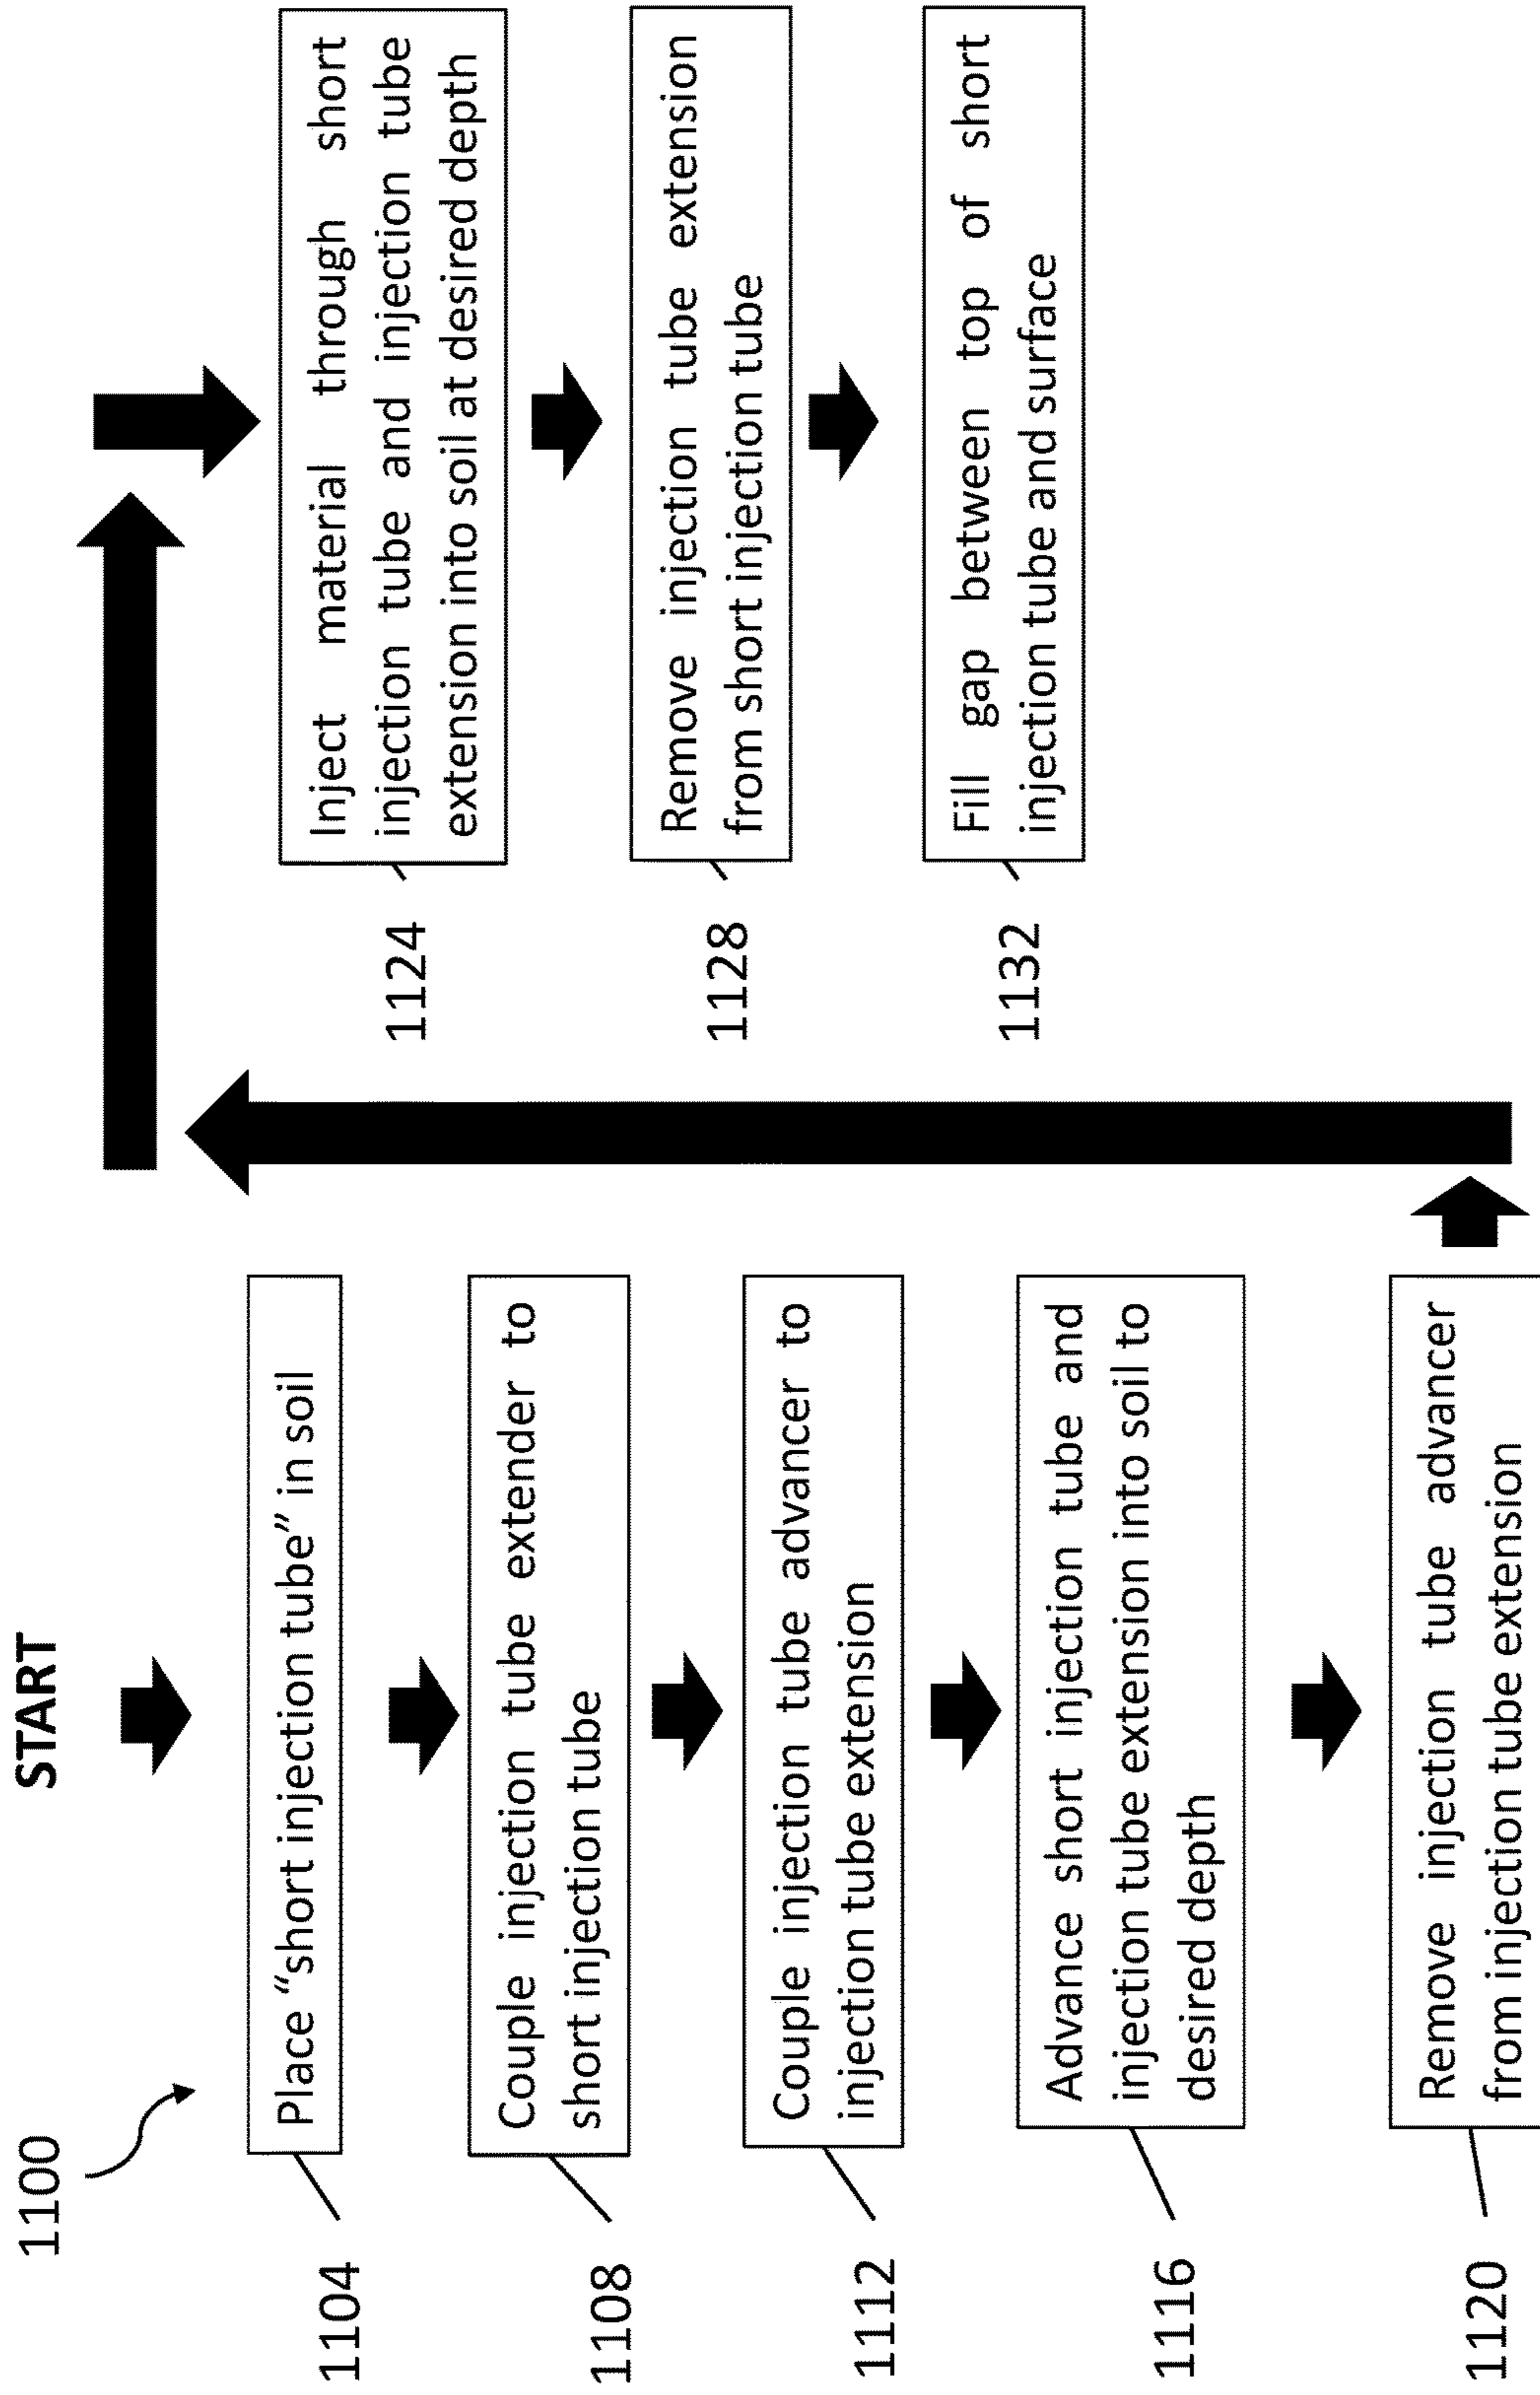 START
1100
1104
Place “short injection tube” in soil
1108
Couple injection tube extender to
short injection tube
1112
Couple injection tube advancer to
injection tube extension
1116
Advance short injection tube and
injection tube extension into soil to
desired depth
1120
Remove injection tube advancer
from injection tube extension
1124
Inject material through short
injection tube and injection tube
extension into soil at desired depth
1128
Remove injection tube extension
from short injection tube
1132
Fill gap between top of short
injection tube and surface